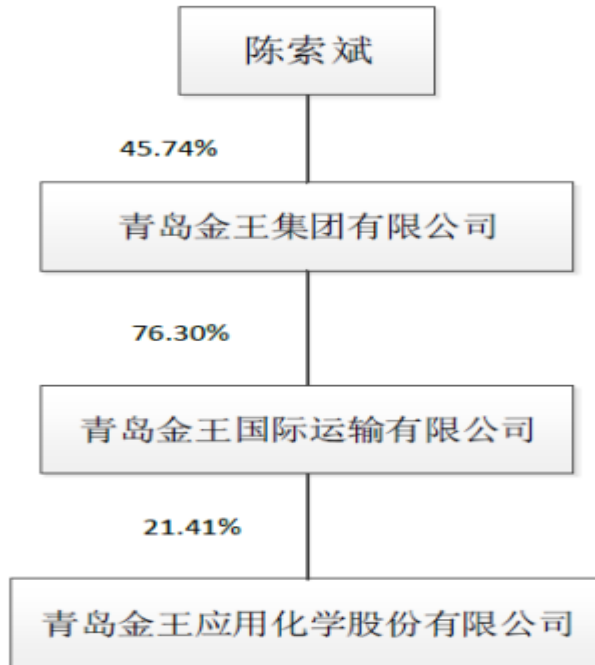 陈索斌
45.74%
青岛金王集团有限公司
76.30%
青岛金王国际运输有限公司
21.41%
青岛金王应用化学股份有限公司